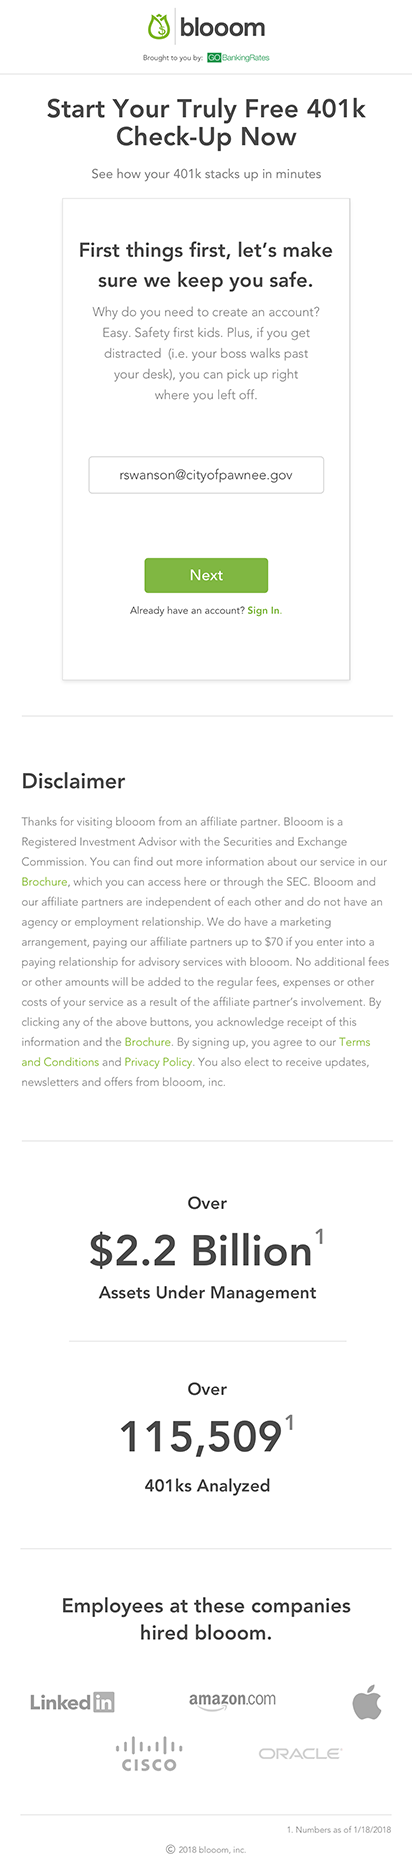 blooom
Brought to you by: GOBankingRates
Start Your Truly Free 401k
Check-Up Now
See how your 401k stacks up in minutes
First things first, let's make
sure we keep you safe.
Why do you need to create an account?
Easy. Safety first kids. Plus, if you get
distracted (i.e. your boss walks past
your desk), you can pick up right
where you left off.
rswanson@cityofpawnee.gov
Next
Already have an account? Sign In.
Disclaimer
Thanks for visiting blooom from an affiliate partner. Blooom is a
Registered Investment Advisor with the Securities and Exchange
Commission. You can find out more information about our service in our
Brochure, which you can access here or through the SEC. Blooom and
our affiliate partners are independent of each other and do not have an
agency or employment relationship. We do have a marketing
arrangement, paying our affiliate partners up to $70 if you enter into a
paying relationship for advisory services with blooom. No additional fees
or other amounts will be added to the regular fees, expenses or other
costs of your service as a result of the affiliate partner's involvement. By
clicking any of the above buttons, you acknowledge receipt of this
information and the Brochure. By signing up, you agree to our Terms
and Conditions and Privacy Policy. You also elect to receive updates,
newsletters and offers from blooom, inc.
Over
$2.2 Billion1
Assets Under Management
Over
115,5091
401ks Analyzed
Employees at these companies
hired blooom.
Linkedin
amazon.com
CISCO
ORACLE
1. Numbers as of 1/18/2018
© 2018 blooom, inc.